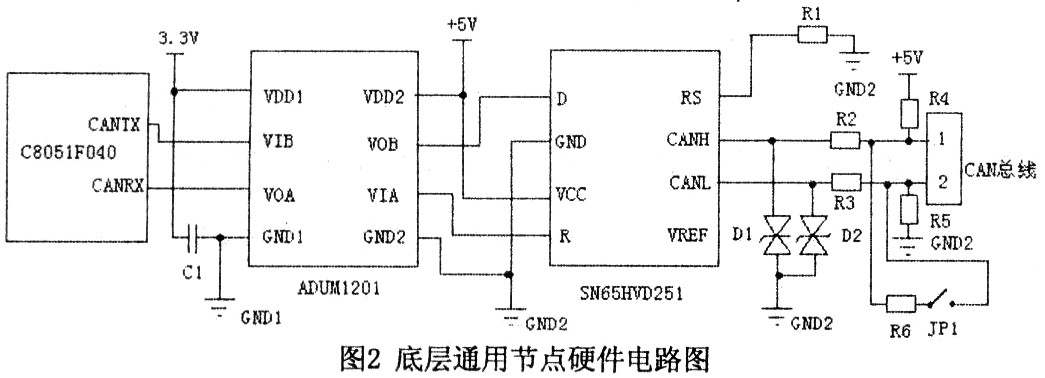 3.3V
+5V
R1
GND2
+5V
R4
C8051F040
CANTX
CANRX
VDD1
VIB
VOA
GND1
VDD2
VOB
VIA
GND2
ADUM1201
C1
GND1
GND2
D
GND
VCC
R
RS
CANH
CANL
VREF
SN65HVD251
R2
R3
D1
D2
GND2
1
2
CAN总线
R5
GND2
R6
JP1
图2 底层通用节点硬件电路图